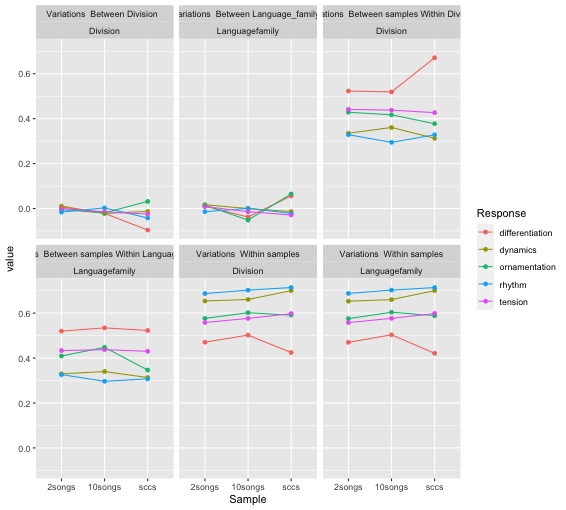 Variations Between Division
Division
ariations Between Language_family
Languagefamily
ations Between samples Within Div
Division
0.6
0.4
0.2
0.0
s Between samples Within Languag
Languagefamily
Variations Within samples
Division
Variations Within samples
Languagefamily
0.6
0.4
0.2
0.0
2songs 10songs sccs
2songs 10songs sccs
2songs 10songs sccs
Sample
value
Response
differentiation
dynamics
ornamentation
rhythm
tension